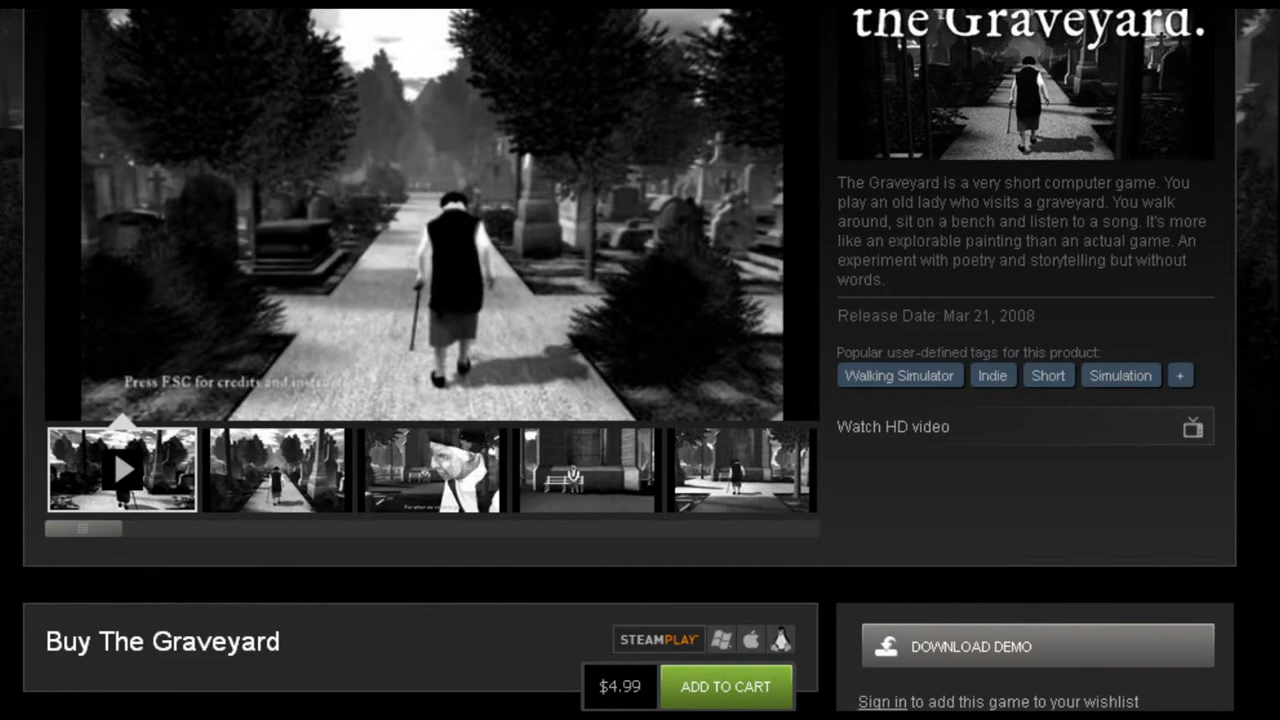 the Graveyard.
The Graveyard is a very short computer game. You
play an old lady who visits a graveyard. You walk
around, sit on a bench and listen to a song. It's more
like an explorable painting than an actual game. An
experiment with poetry and storytelling but without
words.
Release Date: Mar 21, 2008
Popular user-defined tags for this product:
Walking Simulator Indie Short Simulation +
Press ESC for credits and
Watch HD video
Buy The Graveyard
STEAMPLAY
$4.99 ADD TO CART
DOWNLOAD DEMO
Sign in to add this game to your wishlist